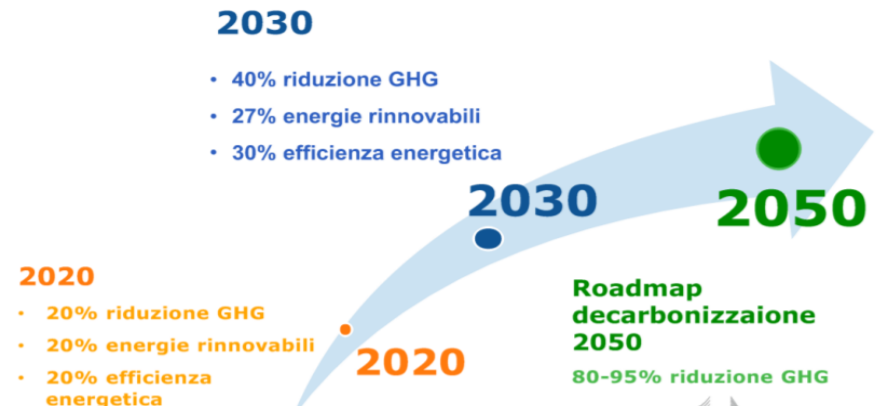 2030
• 40% riduzione GHG
• 27% energie rinnovabili
• 30% efficienza energetica
2030
2050
2020
• 20% riduzione GHG
• 20% energie rinnovabili
• 20% efficienza
energetica
2020
Roadmap
decarbonizzaione
2050
80-95% riduzione GHG